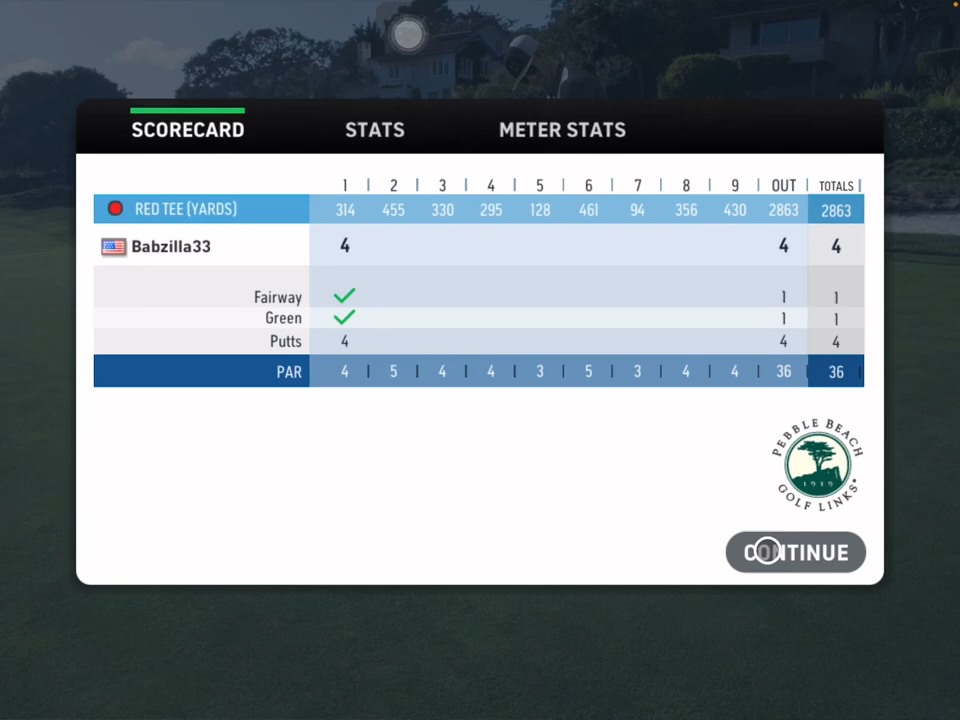 SCORECARD STATS METER STATS
1 | 2 | 3 | 4 | 5 | 6 | 7 | 8 | 9 | OUT | TOTALS |
RED TEE (YARDS) 314 455 330 295 128 461 94 356 430 2863 2863
Babzilla33 4 4 4
Fairway 1 1
Green 1 1
Putts 4 4 4
PAR 4 | 5 | 4 | 4 | 3 | 5 | 3 | 4 | 4 | 36 | 36 |
PEBBLE BEACH
1919
GOLF LINKS
CONTINUE